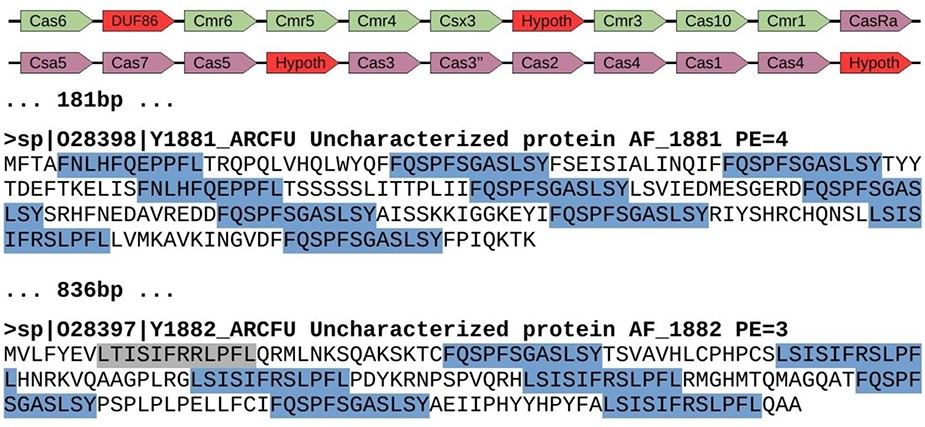 Cas6 DUF86 Cmr6 Cmr5 Cmr4 Csx3 Hypoth Cmr3 Cas10 Cmr1 CasRa
Csa5 Cas7 Cas5 Hypoth Cas3 Cas3” Cas2 Cas4 Cas1 Cas4 Hypoth
... 181bp ...
>sp|O28398|Y1881_ARCFU Uncharacterized protein AF_1881 PE=4
MFTAFNLHFQEPPFLTRQPQLVHQLWYQFFQSPFSGASLSYFSEISIALINQIFFQSPFSGASLSYTYY
TDEFTKELISFNLHFQEPPFLTSSSSSLITTPLIIFQSPFSGASLSYLSVIEDMESGERDFQSPFSGAS
LSYSRHFNEDAVREDDFQSPFSGASLSYAISSKKIGGKEYIFQSPFSGASLSYRIYSHRCHQNSLLSIS
IFRSLPFLLVMKAVKINGVDFFQSPFSGASLSYFPIQKTK
... 836bp ...
>sp|O28397|Y1882_ARCFU Uncharacterized protein AF_1882 PE=3
MVLFYEVLTISIFRRLPFLQRMLNKSQAKSKTCFQSPFSGASLSYTSVAVHLCPHPCSLSISIFRSLPF
LHNRKVQAAGPLRGLSISIFRSLPFLPDYKRNPSPVQRHLSISIFRSLPFLRMGHMTQMAGQATFQSPF
SGASLSYPSPLPLPELLFCIFQSPFSGASLSYAEIIPHYYHPYFALSISIFRSLPFLQAA